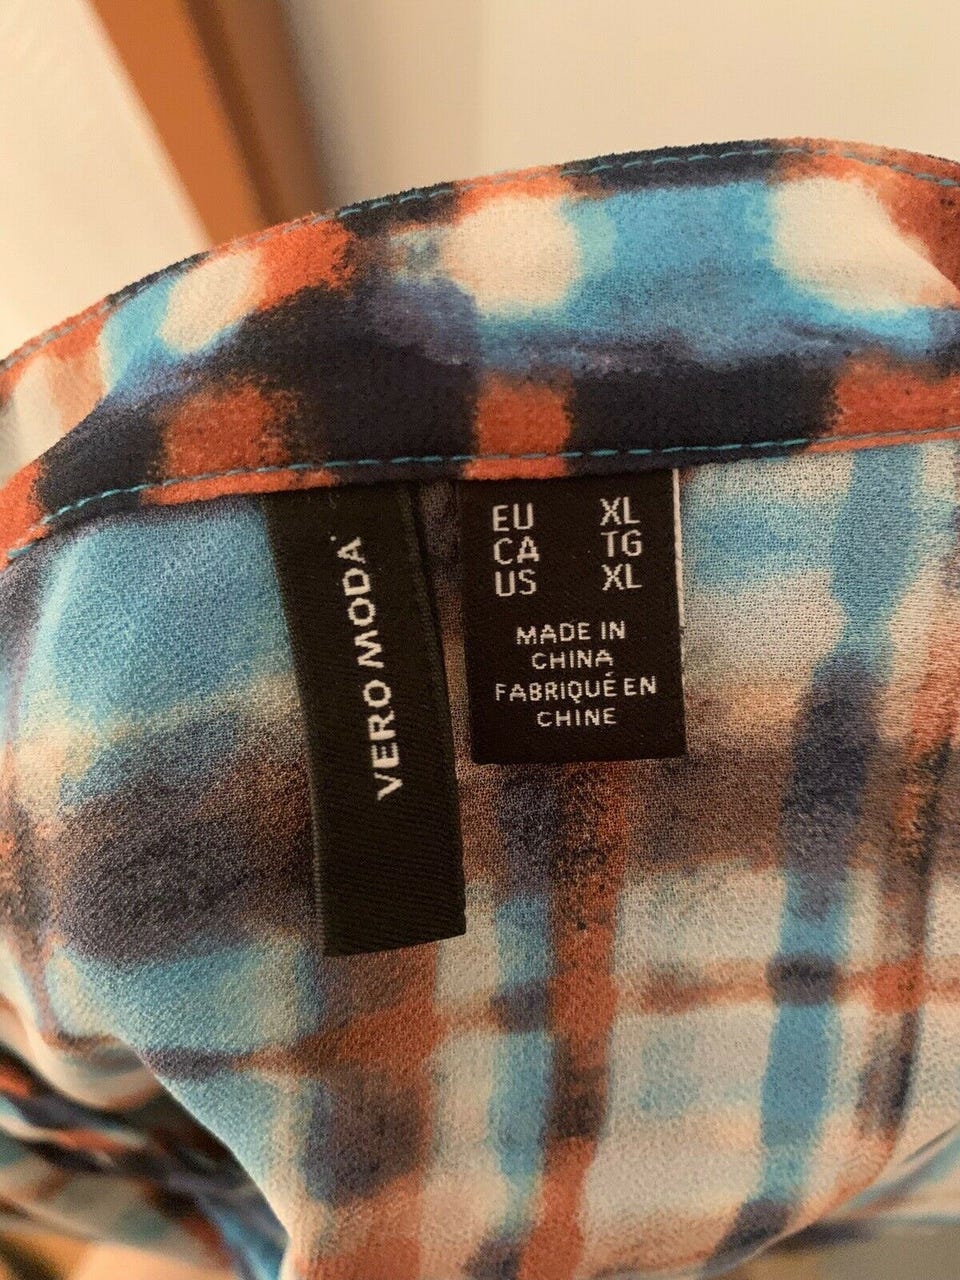 VERO MODA
EU XL
CA TG
US XL
MADE IN
CHINA
FABRIQUÉ EN
CHINE